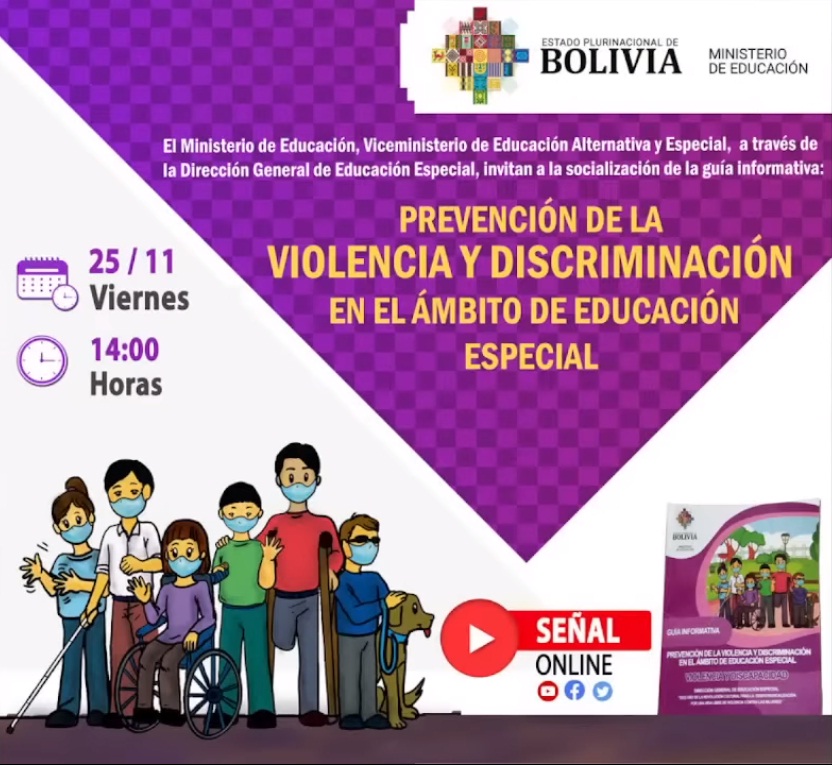 ESTADO PLURINACIONAL DE
BOLIVIA
MINISTERIO
DE EDUCACIÓN
El Ministerio de Educación, Viceministerio de Educación Alternativa y Especial, a través de
la Dirección General de Educación Especial, invitan a la socialización de la guía informativa:
PREVENCIÓN DE LA
VIOLENCIA Y DISCRIMINACIÓN
EN EL ÁMBITO DE EDUCACIÓN
ESPECIAL
25 / 11
Viernes
14:00
Horas
SEÑAL
ONLINE
BOLIVIA
GUÍA INFORMATIVA
PREVENCIÓN DE LA VIOLENCIA Y DISCRIMINACIÓN
EN EL ÁMBITO DE EDUCACIÓN ESPECIAL
VIOLENCIA Y DISCAPACIDAD
DIRECCIÓN GENERAL DE EDUCACIÓN ESPECIAL